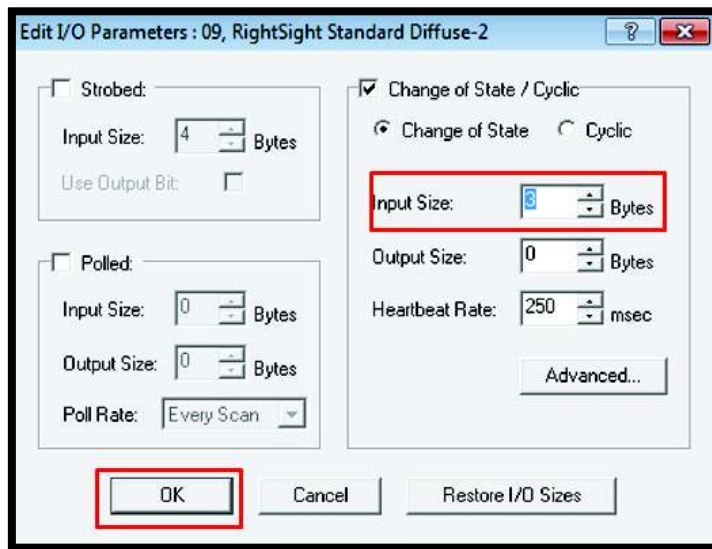 Edit I/O Parameters : 09, RightSight Standard Diffuse-2
Strobed:
Input Size: 4 Bytes
Use Output Bit:
Polled:
Input Size: 0 Bytes
Output Size: 0 Bytes
Poll Rate: Every Scan
Change of State / Cyclic
Change of State Cyclic
Input Size: 3 Bytes
Output Size: 0 Bytes
Heartbeat Rate: 250 msec
Advanced...
OK Cancel Restore I/O Sizes